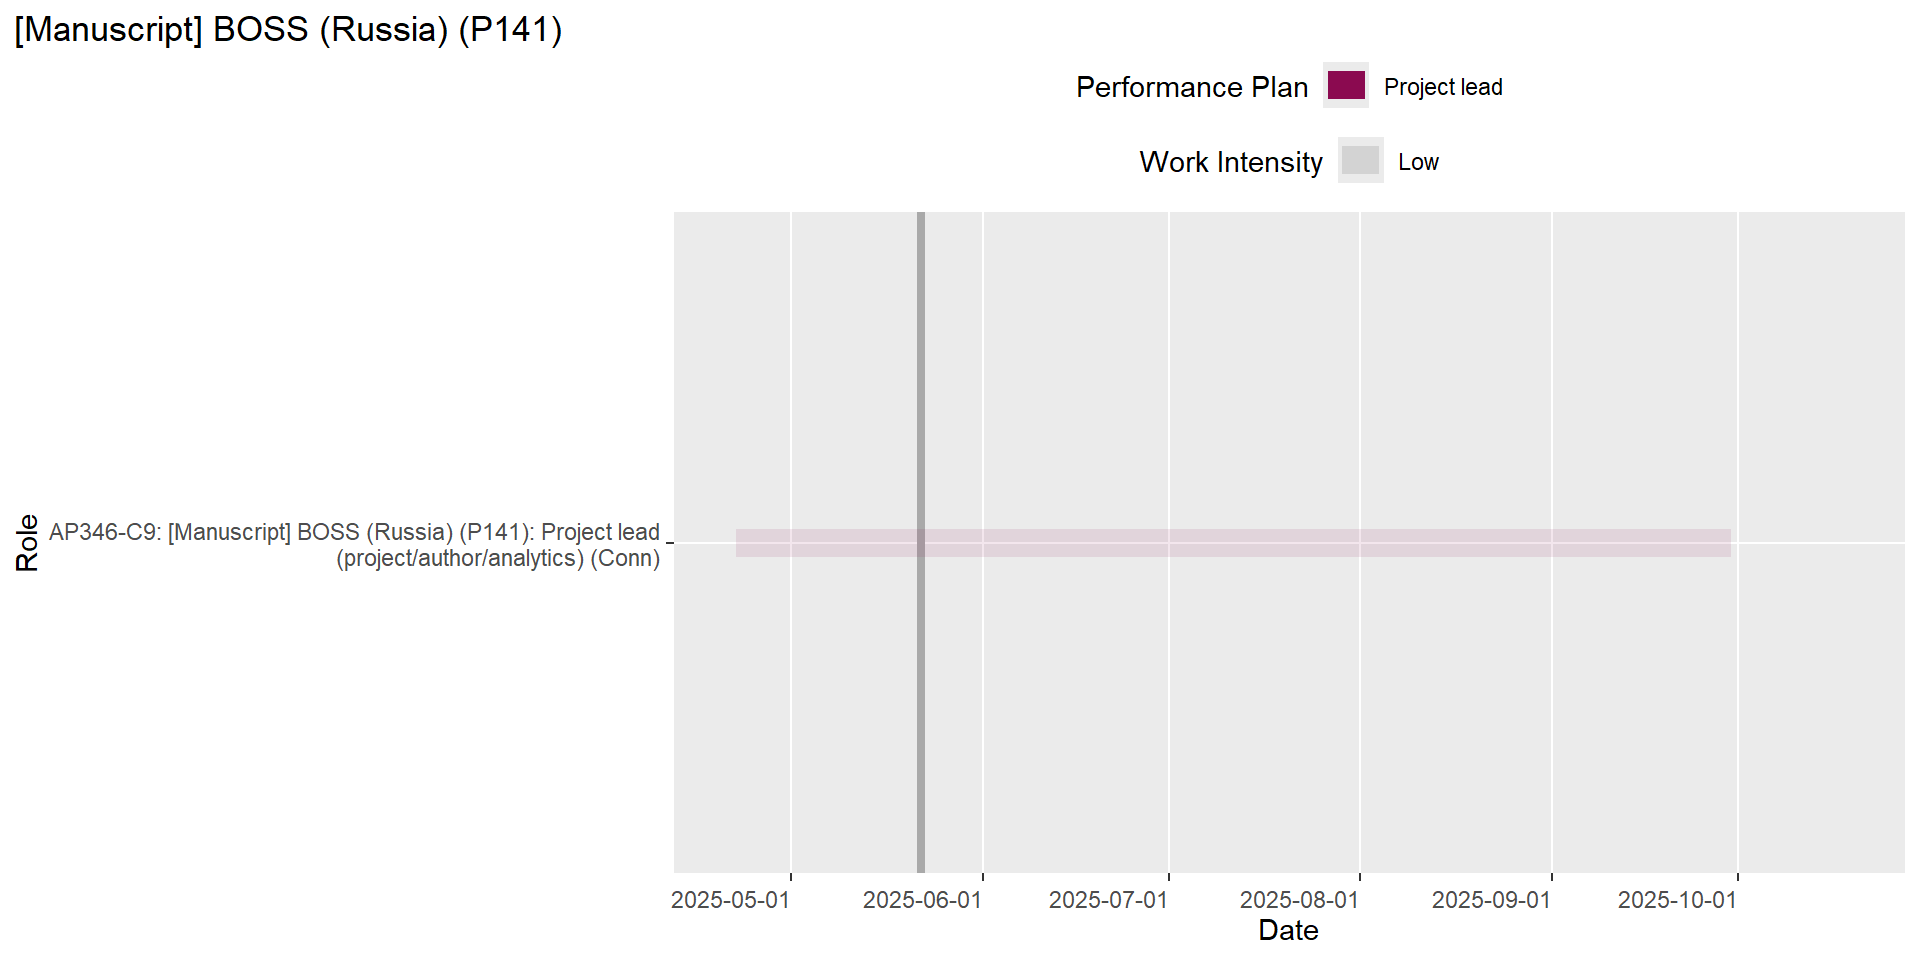 [Manuscript] BOSS (Russia) (P141)
Performance Plan
Project lead
Work Intensity
Low
Role
AP346-C9: [Manuscript] BOSS (Russia) (P141): Project lead
(project/author/analytics) (Conn)
2025-05-01
2025-06-01
2025-07-01
2025-08-01
2025-09-01
2025-10-01
Date